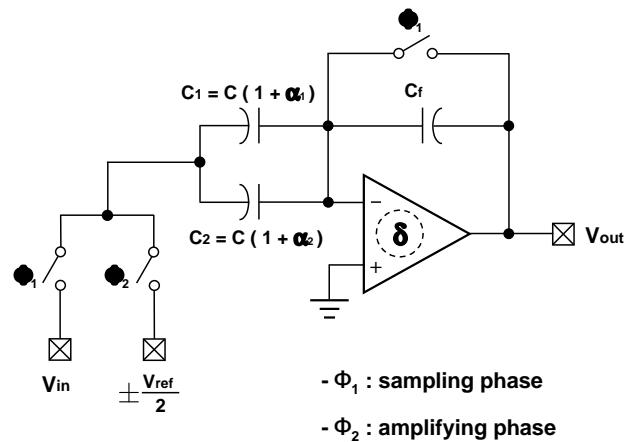 Φ₁
C₁ = C ( 1 + α₁)
Cf
C₂ = C ( 1 + α₂)
−
δ
+
Vout
Φ₁
Φ₂
Vin
± Vref
2
- Φ₁ : sampling phase
- Φ₂ : amplifying phase